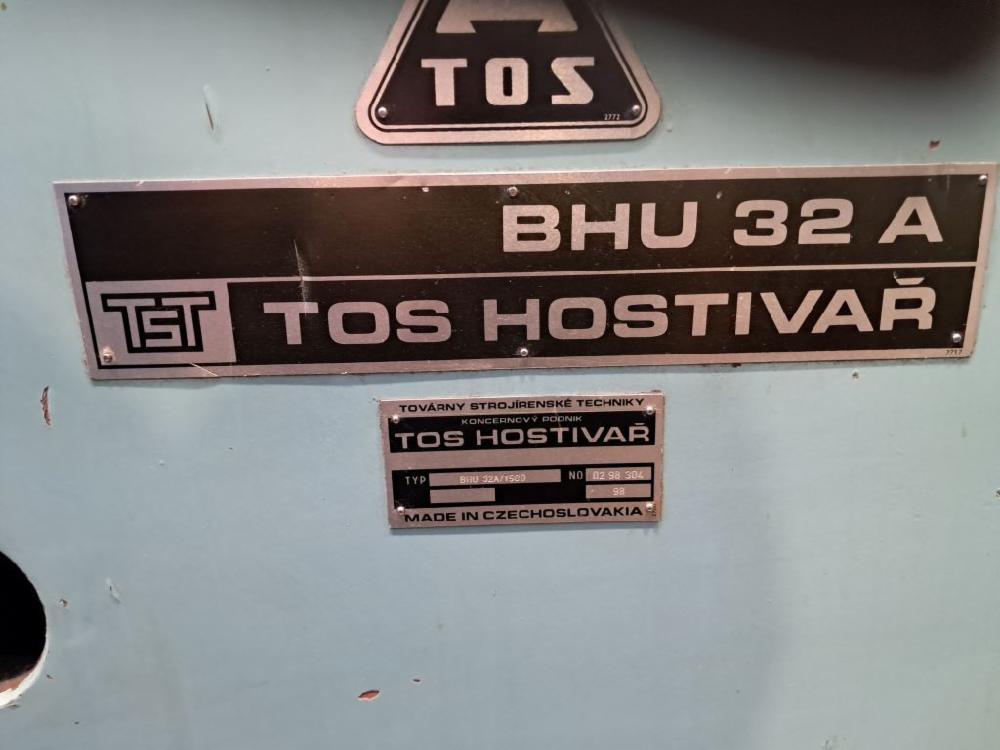 TOS
2772
BHU 32 A
TST TOS HOSTIVAŘ
2717
TOVÁRNY STROJÍRENSKÉ TECHNIKY
KONCERNOVÝ PODNIK
TOS HOSTIVAŘ
TYP BHU 32A/1500 NO 02 98 304
98
MADE IN CZECHOSLOVAKIA